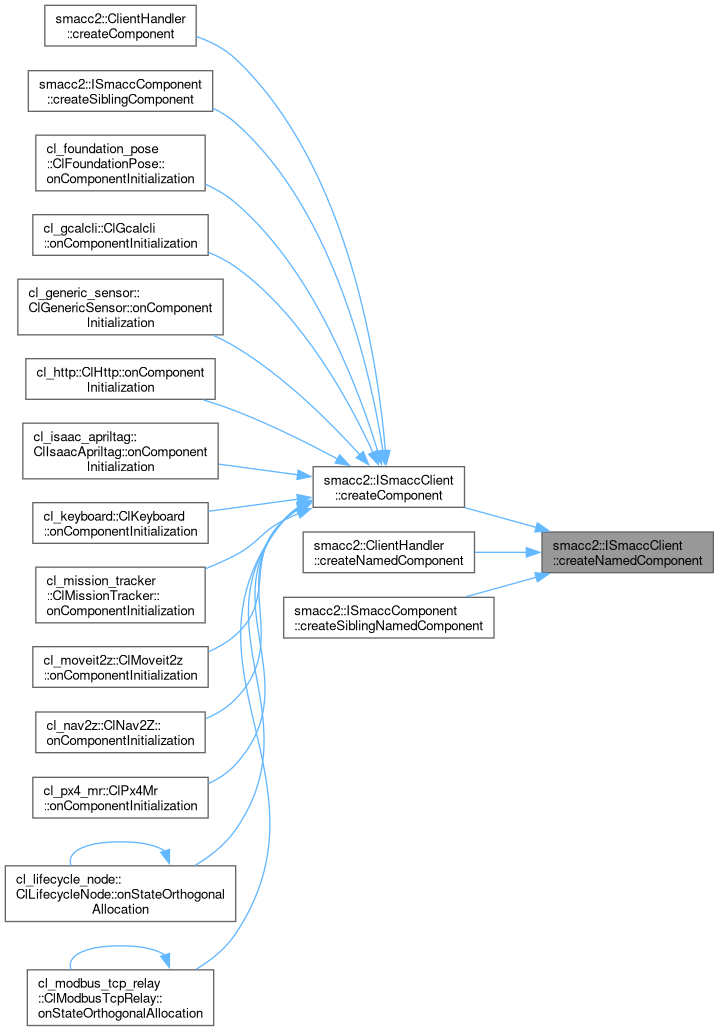 smacc2::ClientHandler
::createComponent
smacc2::ISmaccComponent
::createSiblingComponent
cl_foundation_pose
::ClFoundationPose::
onComponentInitialization
cl_gcalcli::ClGcalcli
::onComponentInitialization
cl_generic_sensor::
ClGenericSensor::onComponent
Initialization
cl_http::ClHttp::onComponent
Initialization
cl_isaac_apriltag::
ClIsaacApriltag::onComponent
Initialization
cl_keyboard::ClKeyboard
::onComponentInitialization
cl_mission_tracker
::ClMissionTracker::
onComponentInitialization
cl_moveit2z::ClMoveit2z
::onComponentInitialization
cl_nav2z::ClNav2Z::
onComponentInitialization
cl_px4_mr::ClPx4Mr
::onComponentInitialization
cl_lifecycle_node::
ClLifecycleNode::onStateOrthogonal
Allocation
cl_modbus_tcp_relay
::ClModbusTcpRelay::
onStateOrthogonalAllocation
smacc2::ISmaccClient
::createComponent
smacc2::ClientHandler
::createNamedComponent
smacc2::ISmaccComponent
::createSiblingNamedComponent
smacc2::ISmaccClient
::createNamedComponent